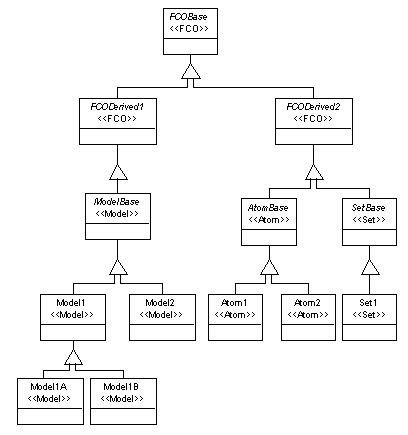 FCOBase
<<FCO>>
FCODerived1
<<FCO>>
FCODerived2
<<FCO>>
ModelBase
<<Model>>
AtomBase
<<Atom>>
SetBase
<<Set>>
Model1
<<Model>>
Model2
<<Model>>
Atom1
<<Atom>>
Atom2
<<Atom>>
Set1
<<Set>>
Model1A
<<Model>>
Model1B
<<Model>>